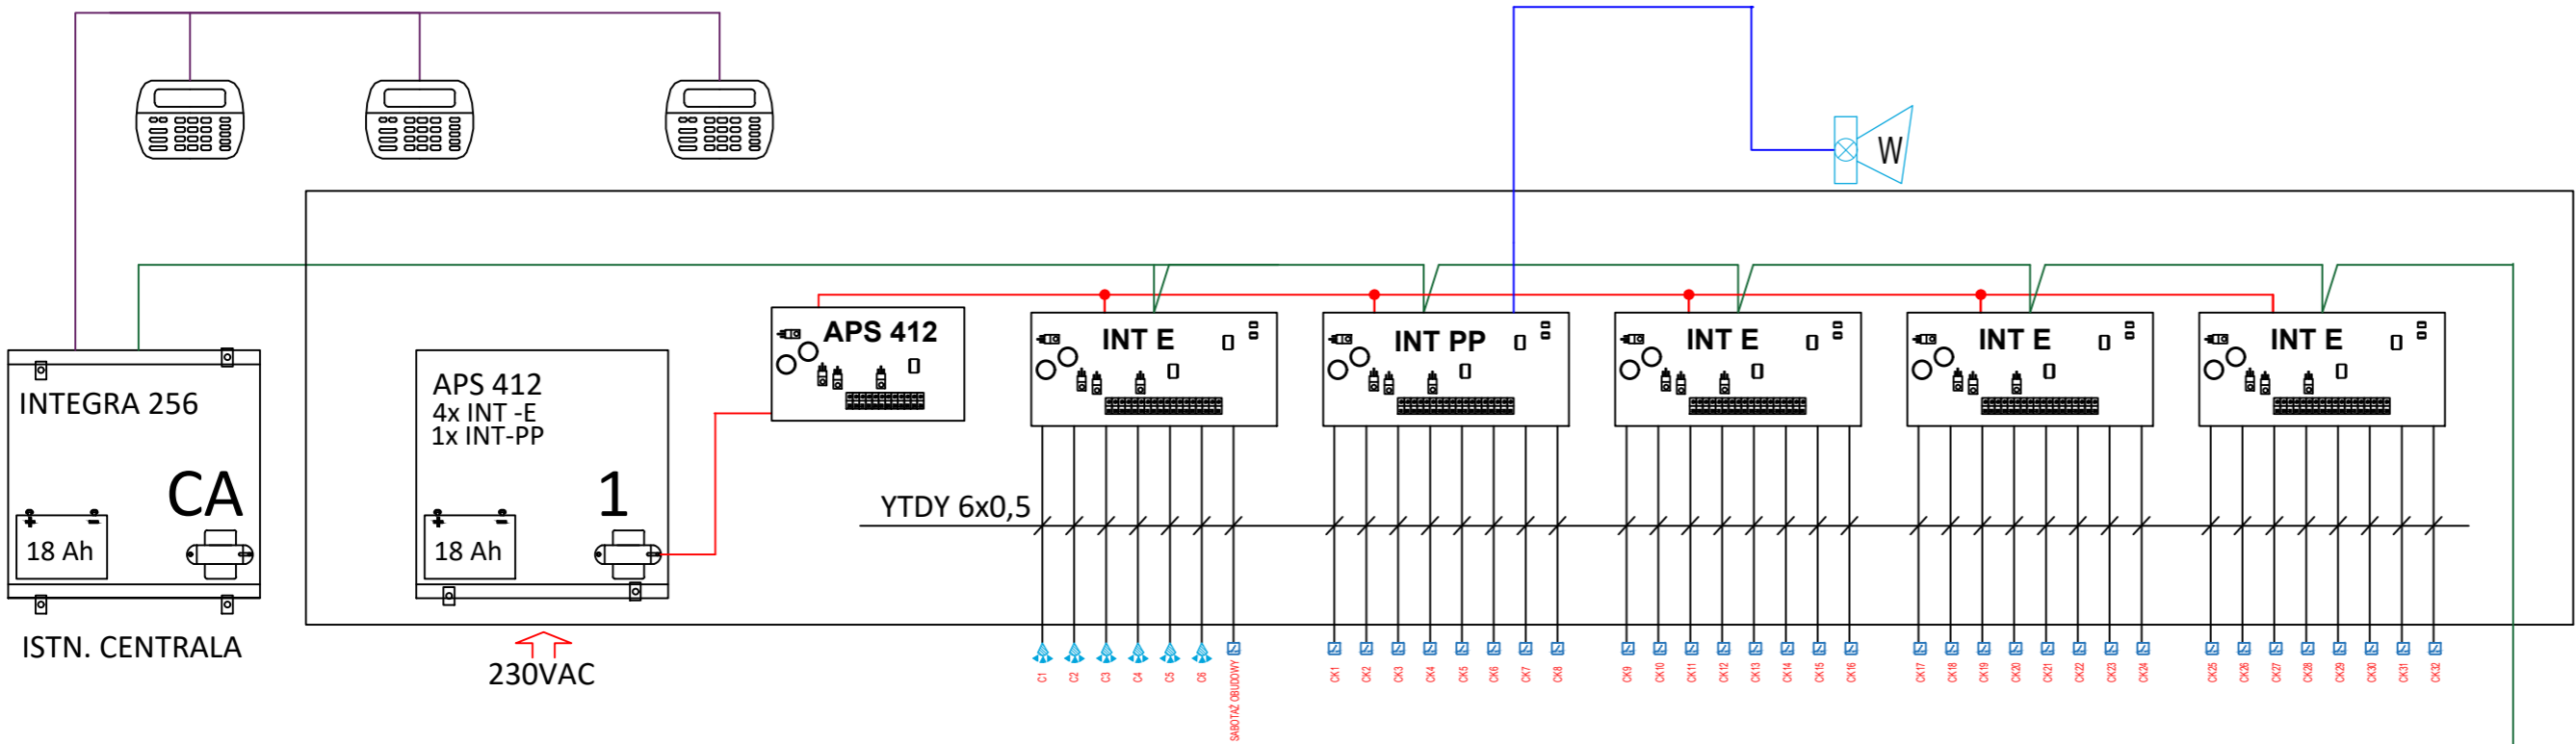 W
APS 412
INT E
INT PP
INT E
INT E
INT E
INTEGRA 256
CA
+ -
18 Ah
ISTN. CENTRALA
APS 412
4x INT -E
1x INT-PP
1
+ -
18 Ah
230VAC
YTDY 6x0,5
C1 C2 C3 C4 C5 C6 SABOTAŻ OBUDOWY
CK1 CK2 CK3 CK4 CK5 CK6 CK7 CK8
CK9 CK10 CK11 CK12 CK13 CK14 CK15 CK16
CK17 CK18 CK19 CK20 CK21 CK22 CK23 CK24
CK25 CK26 CK27 CK28 CK29 CK30 CK31 CK32